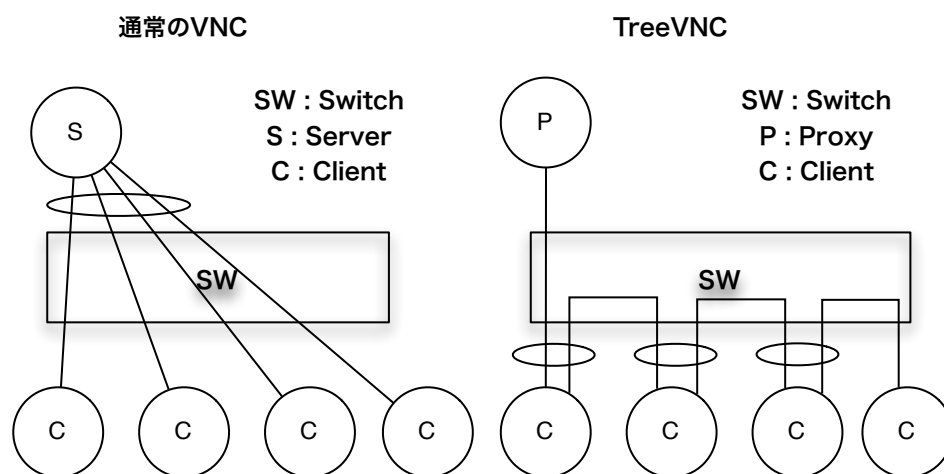 通常のVNC
SW : Switch
S : Server
C : Client
S
SW
C
C
C
C
TreeVNC
SW : Switch
P : Proxy
C : Client
P
SW
C
C
C
C